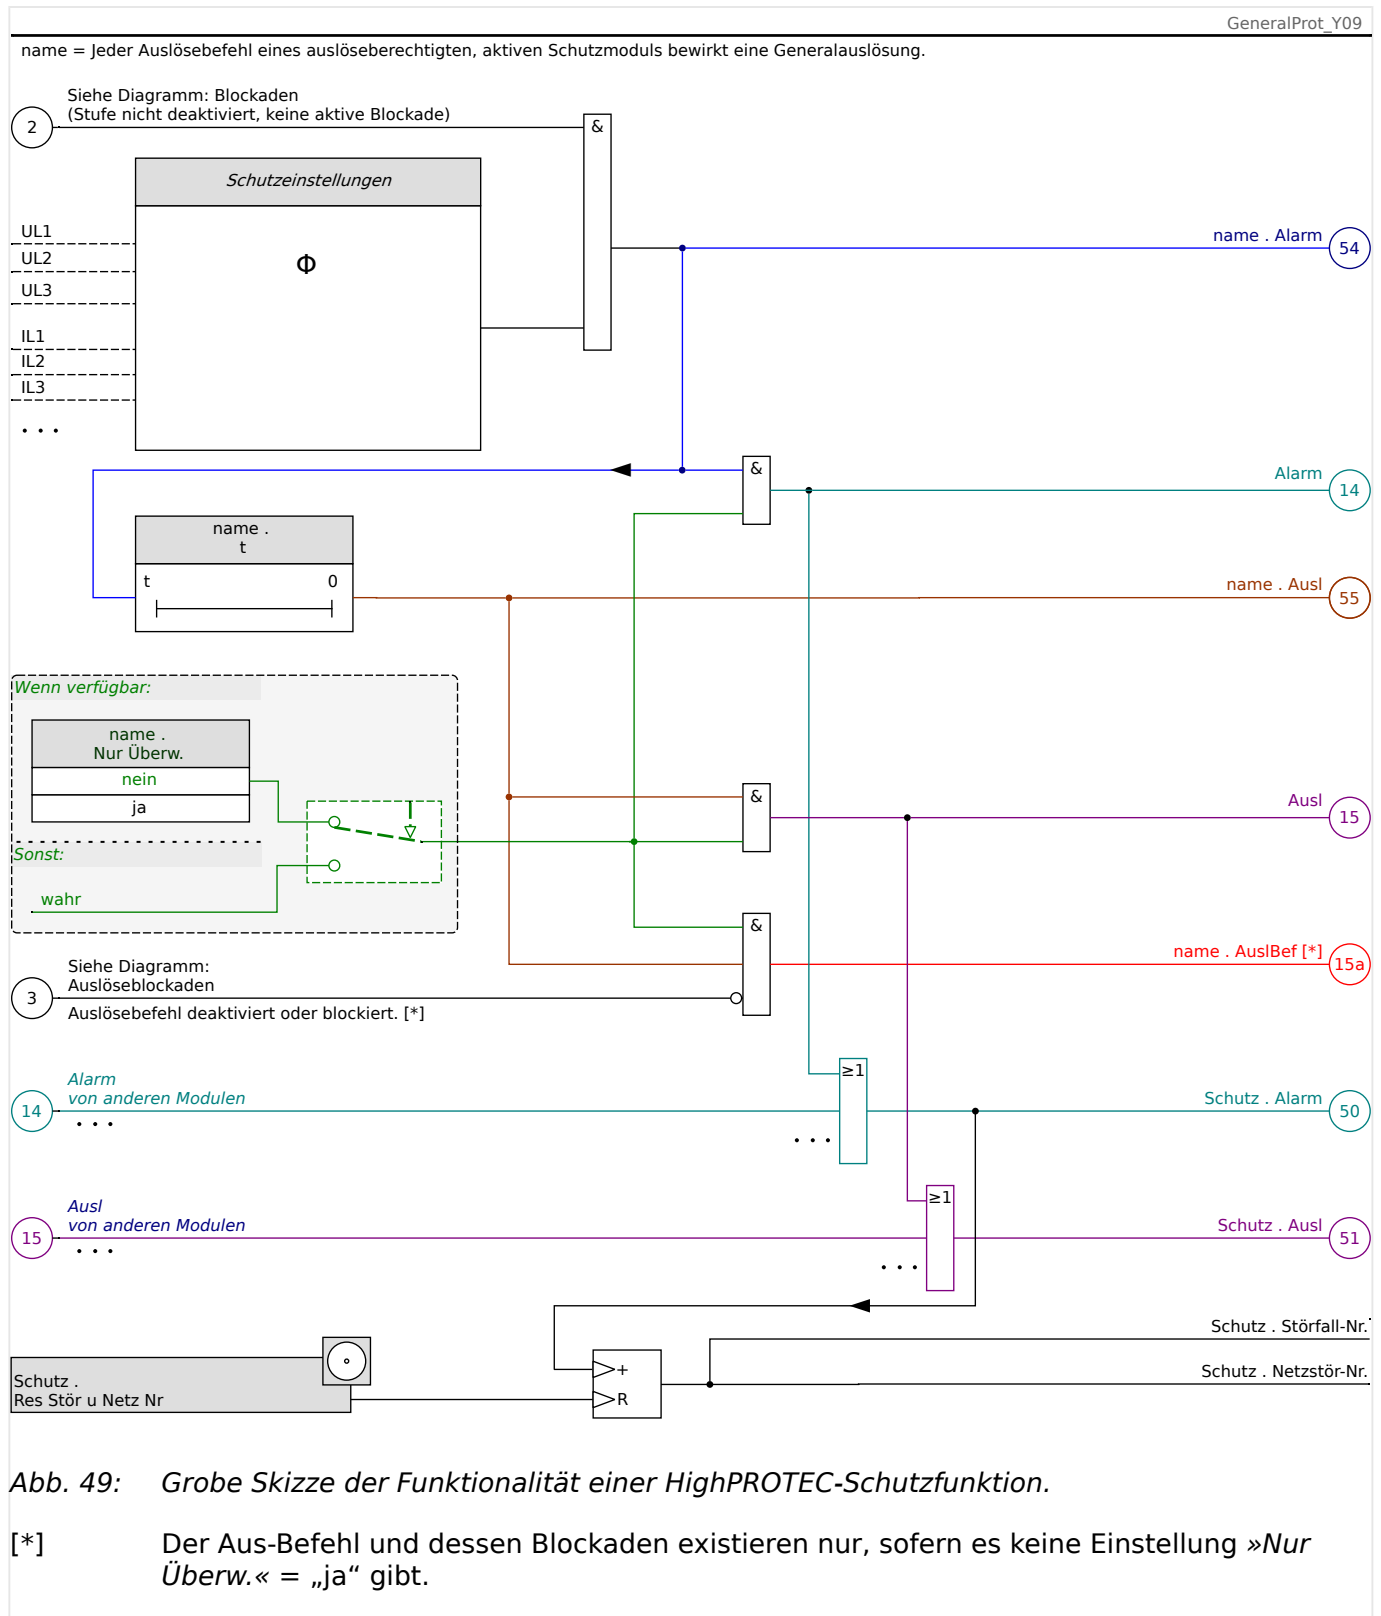 GeneralProt_Y09
name = Jeder Auslösebefehl eines auslöseberechtigten, aktiven Schutzmoduls bewirkt eine Generalauslösung.
Siehe Diagramm: Blockaden
(Stufe nicht deaktiviert, keine aktive Blockade)
2
&
Schutzeinstellungen
Φ
UL1
UL2
UL3
IL1
IL2
IL3
. . .
name . Alarm
54
&
Alarm
14
name .
t
t 0
name . Ausl
55
Wenn verfügbar:
name .
Nur Überw.
nein
ja
Sonst:
wahr
&
Ausl
15
&
name . AuslBef [*]
15a
Siehe Diagramm:
Auslöseblockaden
3
Auslösebefehl deaktiviert oder blockiert. [*]
Alarm
von anderen Modulen
14
. . .
≥1
. . .
Schutz . Alarm
50
Ausl
von anderen Modulen
15
. . .
≥1
. . .
Schutz . Ausl
51
Schutz . Störfall-Nr.
Schutz . Netzstör-Nr.
+
R
Schutz .
Res Stör u Netz Nr
Abb. 49: Grobe Skizze der Funktionalität einer HighPROTEC-Schutzfunktion.
[*] Der Aus-Befehl und dessen Blockaden existieren nur, sofern es keine Einstellung »Nur
Überw.« = „ja“ gibt.